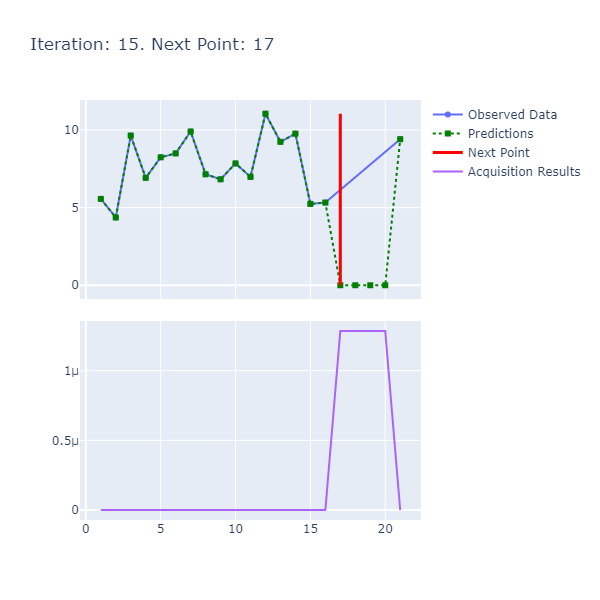 Iteration: 15. Next Point: 17
Observed Data
Predictions
Next Point
Acquisition Results
10
5
0
1μ
0.5μ
0
0
5
10
15
20